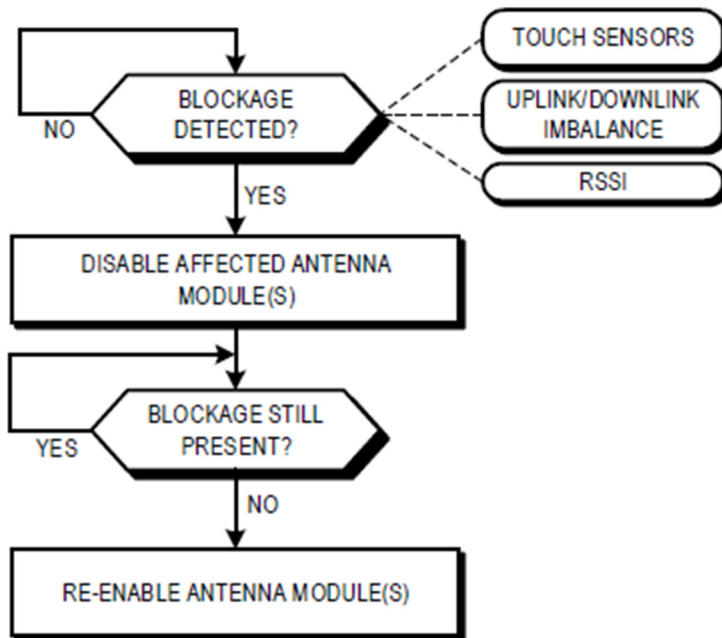 TOUCH SENSORS
BLOCKAGE
DETECTED?
UPLINK/DOWNLINK
IMBALANCE
NO
RSSI
YES
DISABLE AFFECTED ANTENNA
MODULE(S)
BLOCKAGE STILL
PRESENT?
YES
NO
RE-ENABLE ANTENNA MODULE(S)